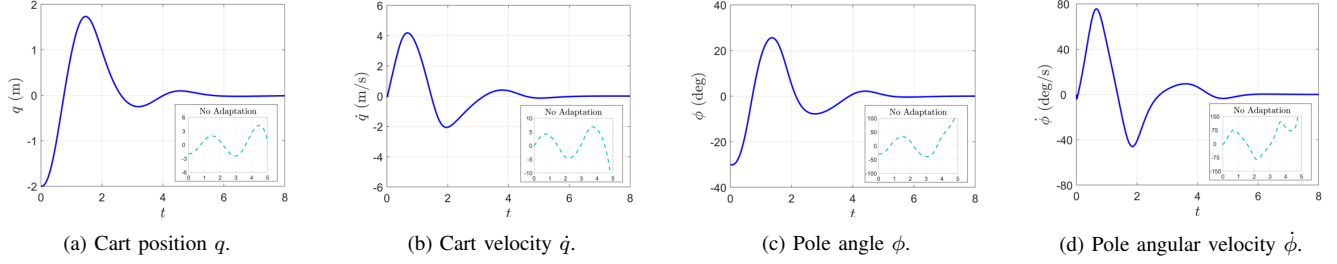 2
1
0
-1
-2
q (m)
No Adaptation
6
3
0
-3
-6
0 1 2 3 4 5
0 2 4 6 8
t
(a) Cart position q.
6
4
2
0
-2
-4
-6
q̇ (m/s)
No Adaptation
10
5
0
-5
-10
0 1 2 3 4 5
0 2 4 6 8
t
(b) Cart velocity q̇.
40
20
0
-20
-40
ϕ (deg)
No Adaptation
100
50
0
-50
-100
0 1 2 3 4 5
0 2 4 6 8
t
(c) Pole angle ϕ.
80
40
0
-40
-80
ϕ̇ (deg/s)
No Adaptation
150
75
0
-75
-150
0 1 2 3 4 5
0 2 4 6 8
t
(d) Pole angular velocity ϕ̇.